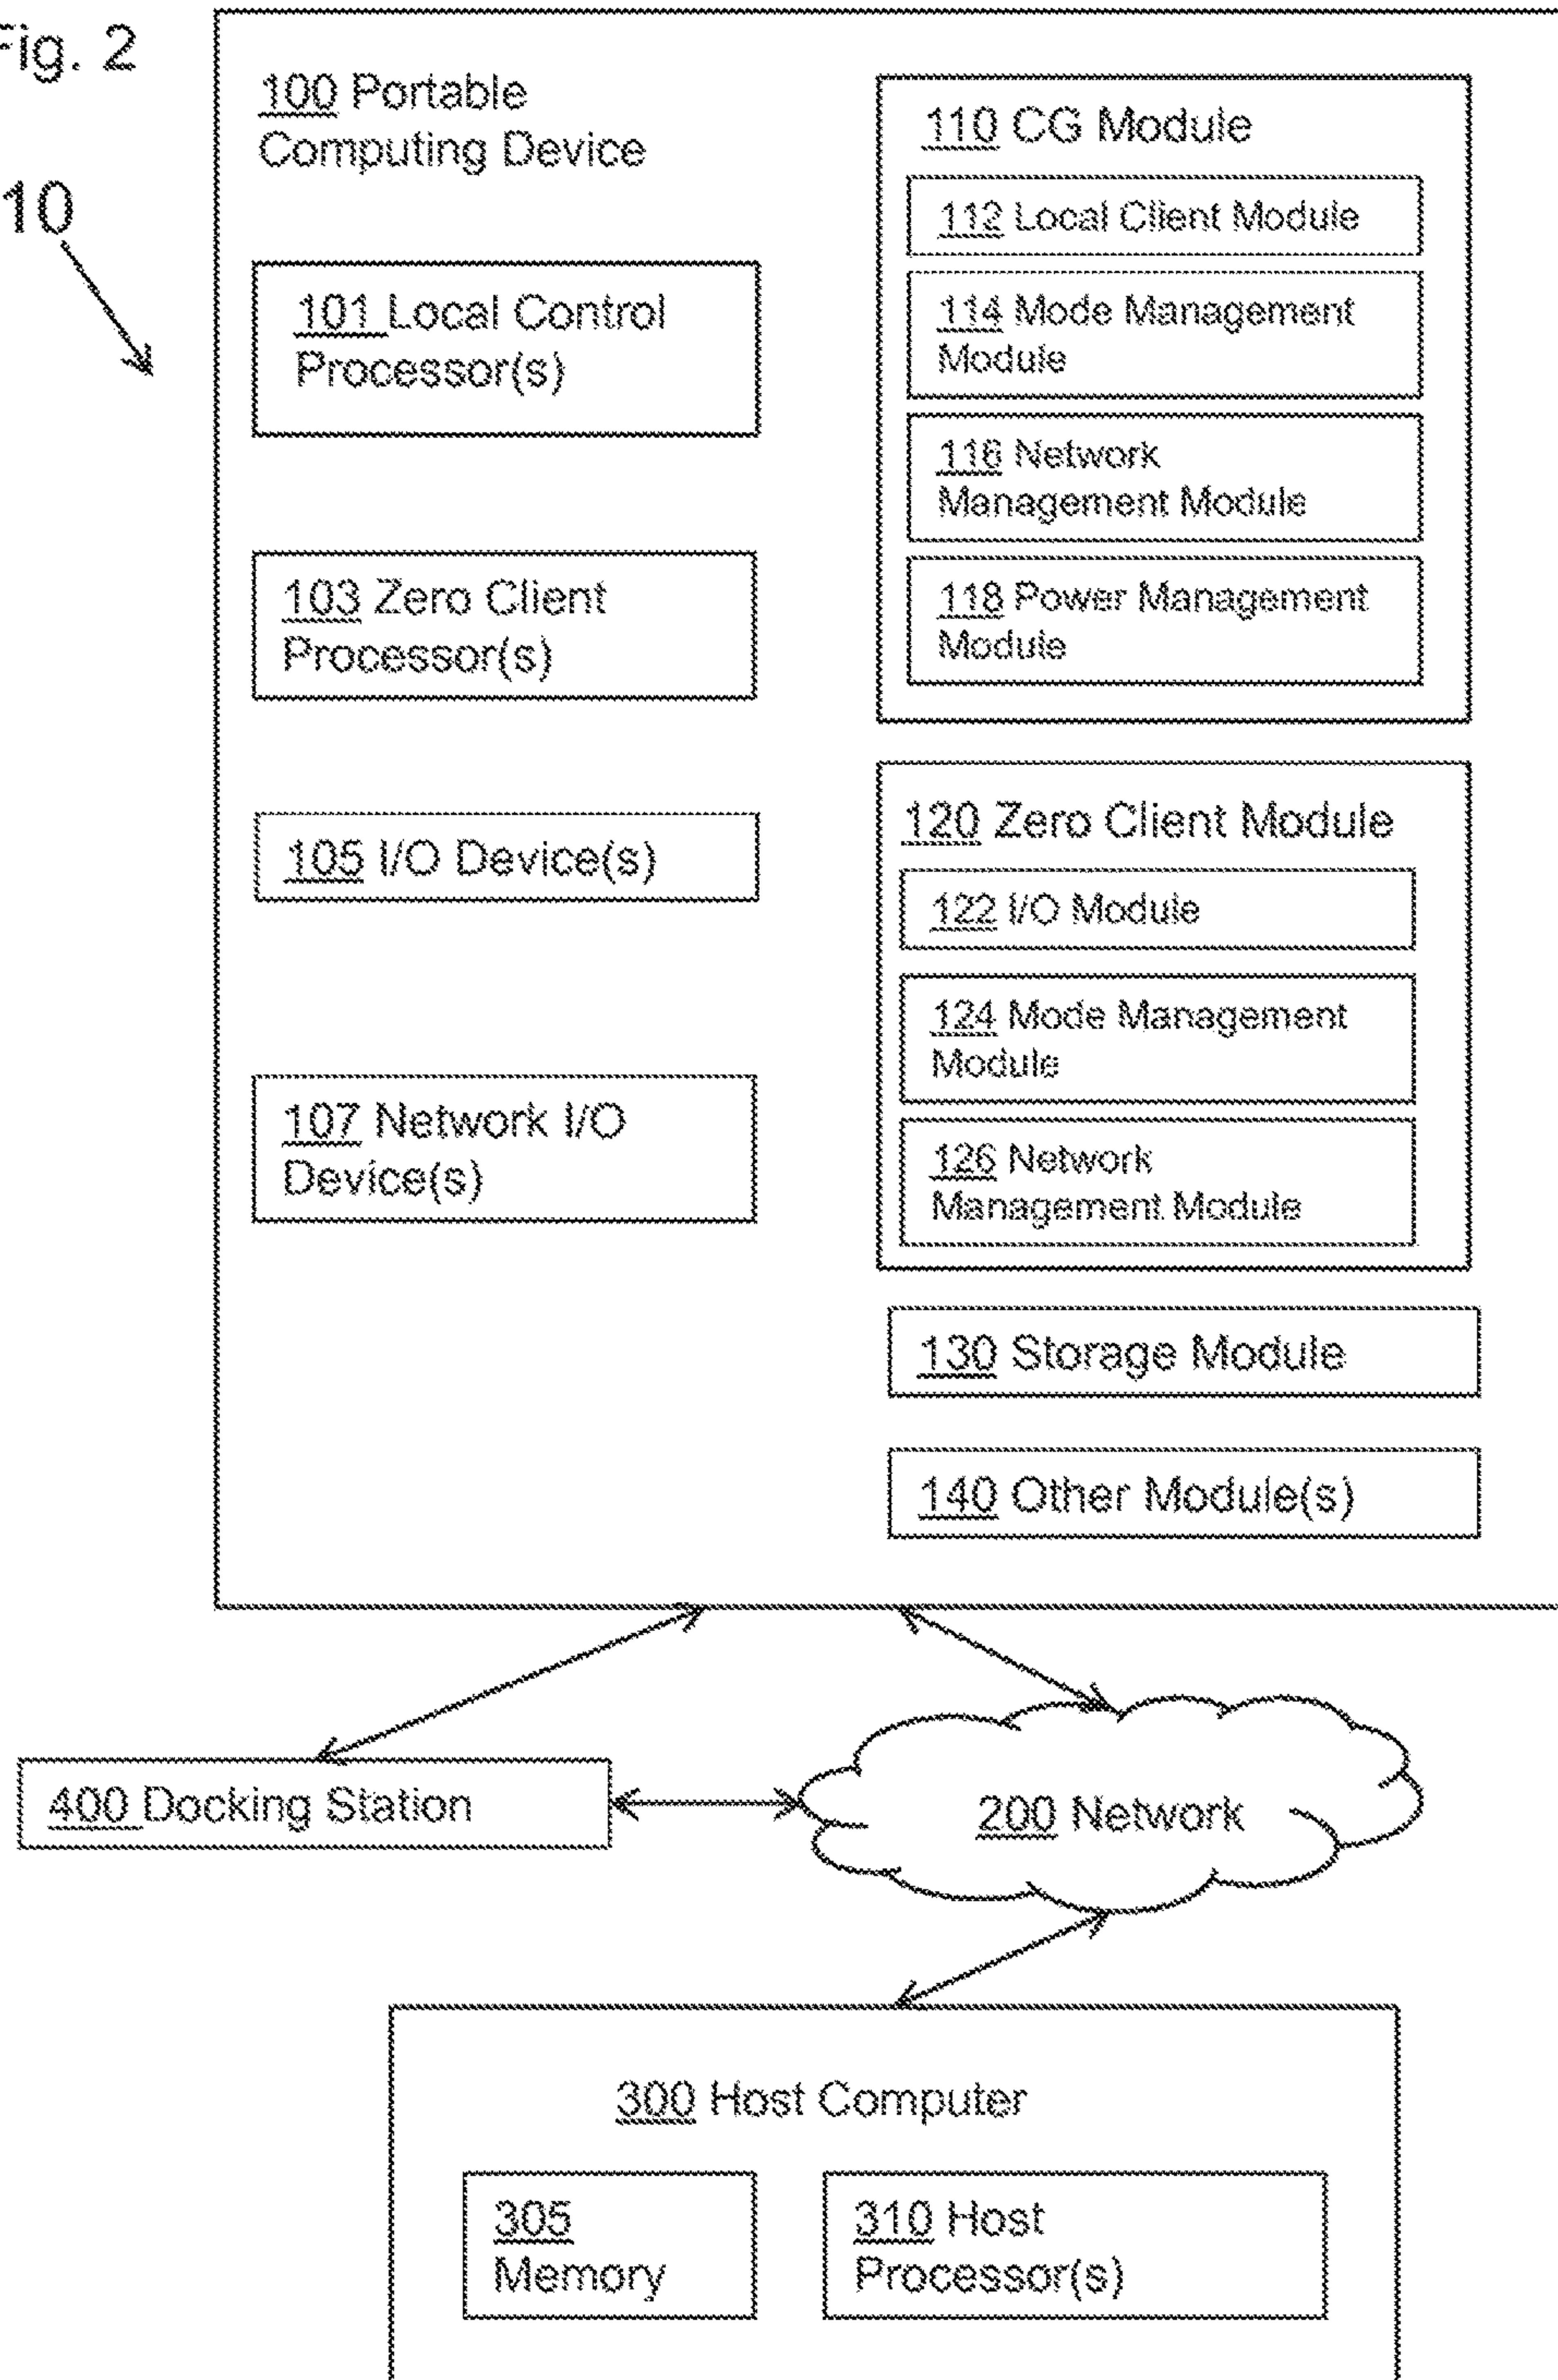 Fig. 2
10
100 Portable
Computing Device
101 Local Control
Processor(s)
103 Zero Client
Processor(s)
105 I/O Device(s)
107 Network I/O
Device(s)
110 CG Module
112 Local Client Module
114 Mode Management
Module
116 Network
Management Module
118 Power Management
Module
120 Zero Client Module
122 I/O Module
124 Mode Management
Module
126 Network
Management Module
130 Storage Module
140 Other Module(s)
400 Docking Station
200 Network
300 Host Computer
305
Memory
310 Host
Processor(s)